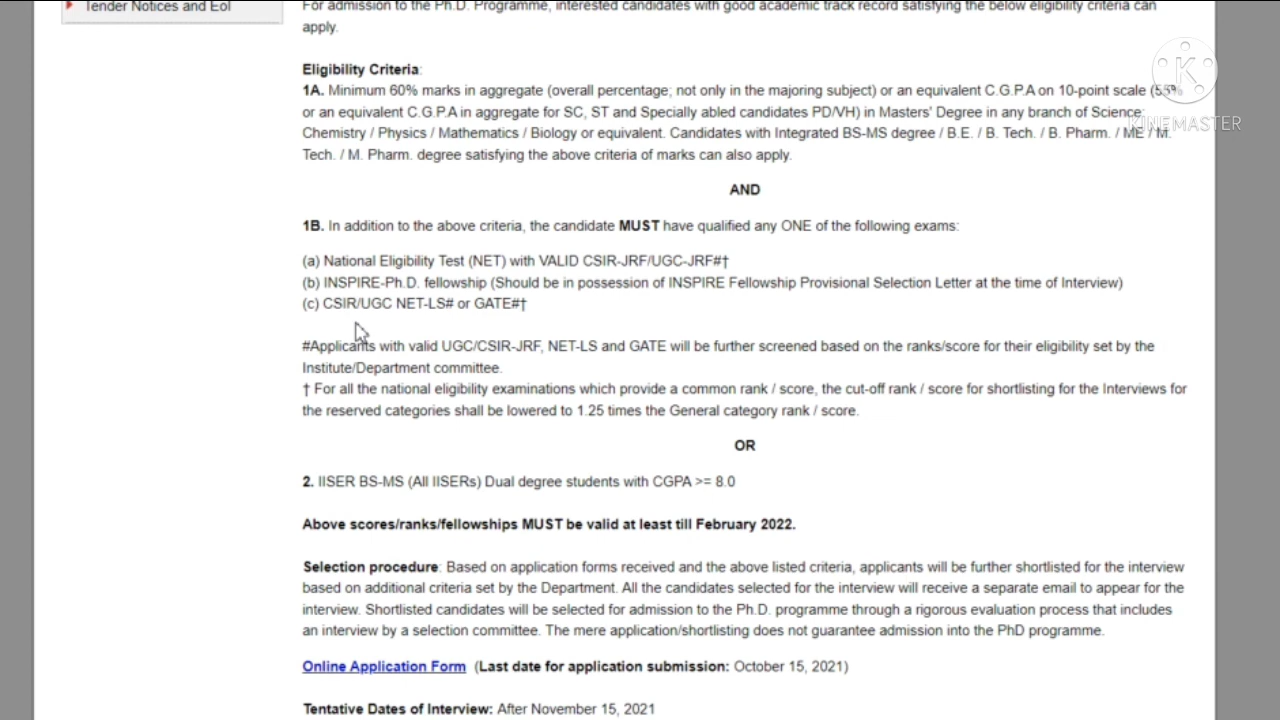 Tender Notices and EoI
For admission to the Ph.D. Programme, interested candidates with good academic track record satisfying the below eligibility criteria can
apply.
Eligibility Criteria:
1A. Minimum 60% marks in aggregate (overall percentage; not only in the majoring subject) or an equivalent C.G.P.A on 10-point scale (55%
or an equivalent C.G.P.A in aggregate for SC, ST and Specially abled candidates PD/VH) in Masters' Degree in any branch of Science:
Chemistry / Physics / Mathematics / Biology or equivalent. Candidates with Integrated BS-MS degree / B.E. / B. Tech. / B. Pharm. / ME / M.
Tech. / M. Pharm. degree satisfying the above criteria of marks can also apply.
K
KINEMASTER
AND
1B. In addition to the above criteria, the candidate MUST have qualified any ONE of the following exams:
(a) National Eligibility Test (NET) with VALID CSIR-JRF/UGC-JRF#†
(b) INSPIRE-Ph.D. fellowship (Should be in possession of INSPIRE Fellowship Provisional Selection Letter at the time of Interview)
(c) CSIR/UGC NET-LS# or GATE#†
#Applicants with valid UGC/CSIR-JRF, NET-LS and GATE will be further screened based on the ranks/score for their eligibility set by the
Institute/Department committee.
† For all the national eligibility examinations which provide a common rank / score, the cut-off rank / score for shortlisting for the Interviews for
the reserved categories shall be lowered to 1.25 times the General category rank / score.
OR
2. IISER BS-MS (All IISERs) Dual degree students with CGPA >= 8.0
Above scores/ranks/fellowships MUST be valid at least till February 2022.
Selection procedure: Based on application forms received and the above listed criteria, applicants will be further shortlisted for the interview
based on additional criteria set by the Department. All the candidates selected for the interview will receive a separate email to appear for the
interview. Shortlisted candidates will be selected for admission to the Ph.D. programme through a rigorous evaluation process that includes
an interview by a selection committee. The mere application/shortlisting does not guarantee admission into the PhD programme.
Online Application Form (Last date for application submission: October 15, 2021)
Tentative Dates of Interview: After November 15, 2021